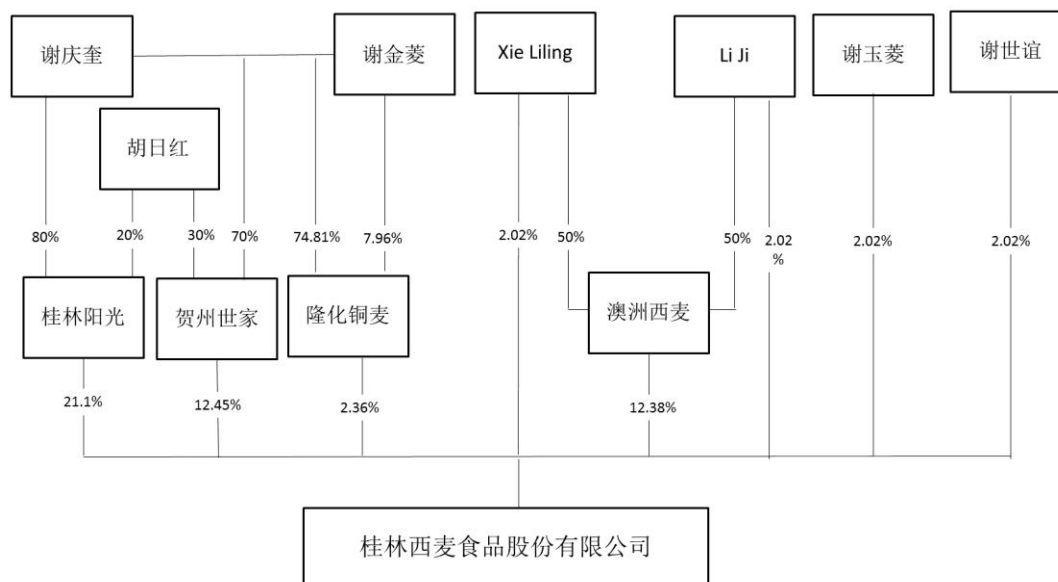 谢庆奎
谢金菱
Xie Liling
Li Ji
谢玉菱
谢世谊
胡日红
80%
20%
30%
70%
74.81%
7.96%
2.02%
50%
50%
2.02
%
2.02%
2.02%
桂林阳光
贺州世家
隆化铜麦
澳洲西麦
21.1%
12.45%
2.36%
12.38%
桂林西麦食品股份有限公司